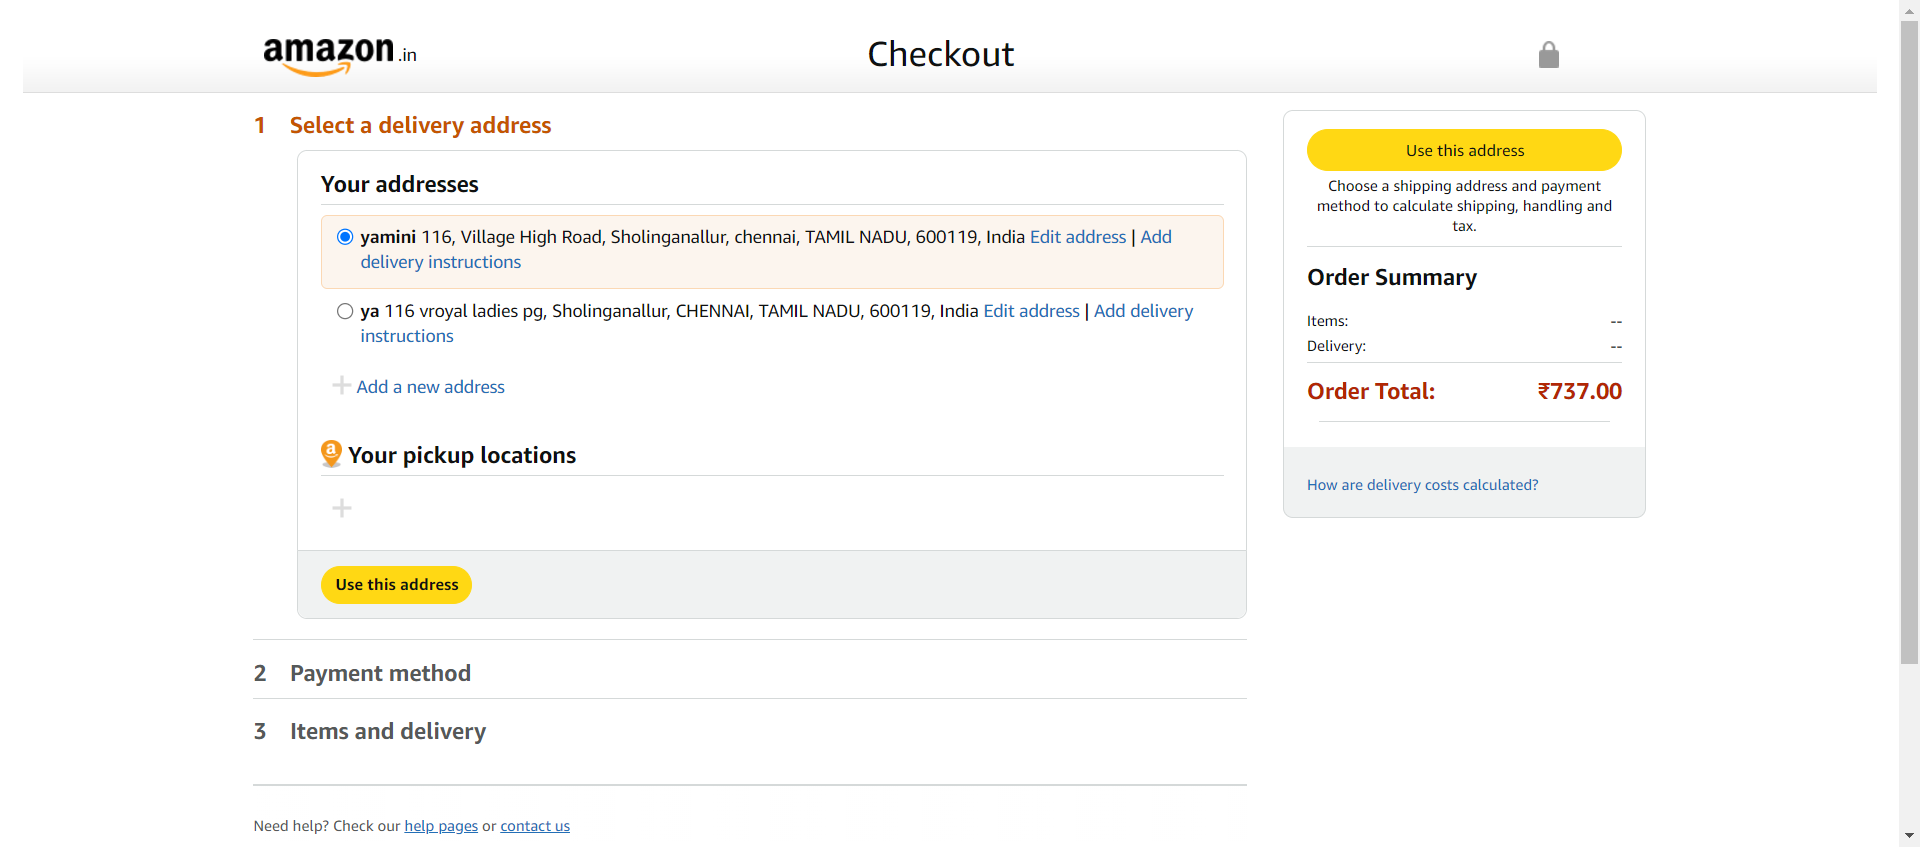 amazon.in
Checkout
1 Select a delivery address
Your addresses
yamini 116, Village High Road, Sholinganallur, chennai, TAMIL NADU, 600119, India Edit address | Add
delivery instructions
ya 116 vroyal ladies pg, Sholinganallur, CHENNAI, TAMIL NADU, 600119, India Edit address | Add delivery
instructions
Add a new address
Your pickup locations
Use this address
2 Payment method
3 Items and delivery
Need help? Check our help pages or contact us
Use this address
Choose a shipping address and payment
method to calculate shipping, handling and
tax.
Order Summary
Items: --
Delivery: --
Order Total: ₹737.00
How are delivery costs calculated?